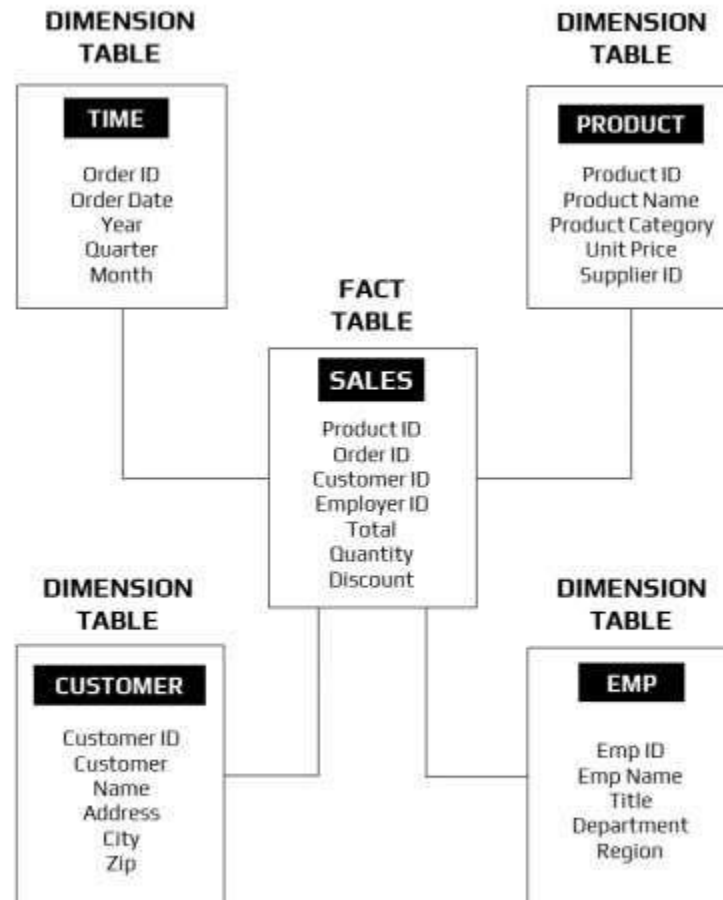 DIMENSION
TABLE
TIME
Order ID
Order Date
Year
Quarter
Month
DIMENSION
TABLE
PRODUCT
Product ID
Product Name
Product Category
Unit Price
Supplier ID
FACT
TABLE
SALES
Product ID
Order ID
Customer ID
Employer ID
Total
Quantity
Discount
DIMENSION
TABLE
CUSTOMER
Customer ID
Customer
Name
Address
City
Zip
DIMENSION
TABLE
EMP
Emp ID
Emp Name
Title
Department
Region